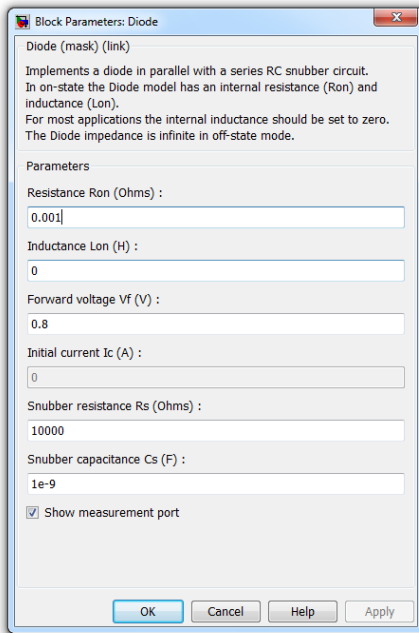 Block Parameters: Diode
Diode (mask) (link)
Implements a diode in parallel with a series RC snubber circuit.
In on-state the Diode model has an internal resistance (Ron) and
inductance (Lon).
For most applications the internal inductance should be set to zero.
The Diode impedance is infinite in off-state mode.
Parameters
Resistance Ron (Ohms) :
0.001
Inductance Lon (H) :
0
Forward voltage Vf (V) :
0.8
Initial current Ic (A) :
0
Snubber resistance Rs (Ohms) :
10000
Snubber capacitance Cs (F) :
1e-9
Show measurement port
OK Cancel Help Apply